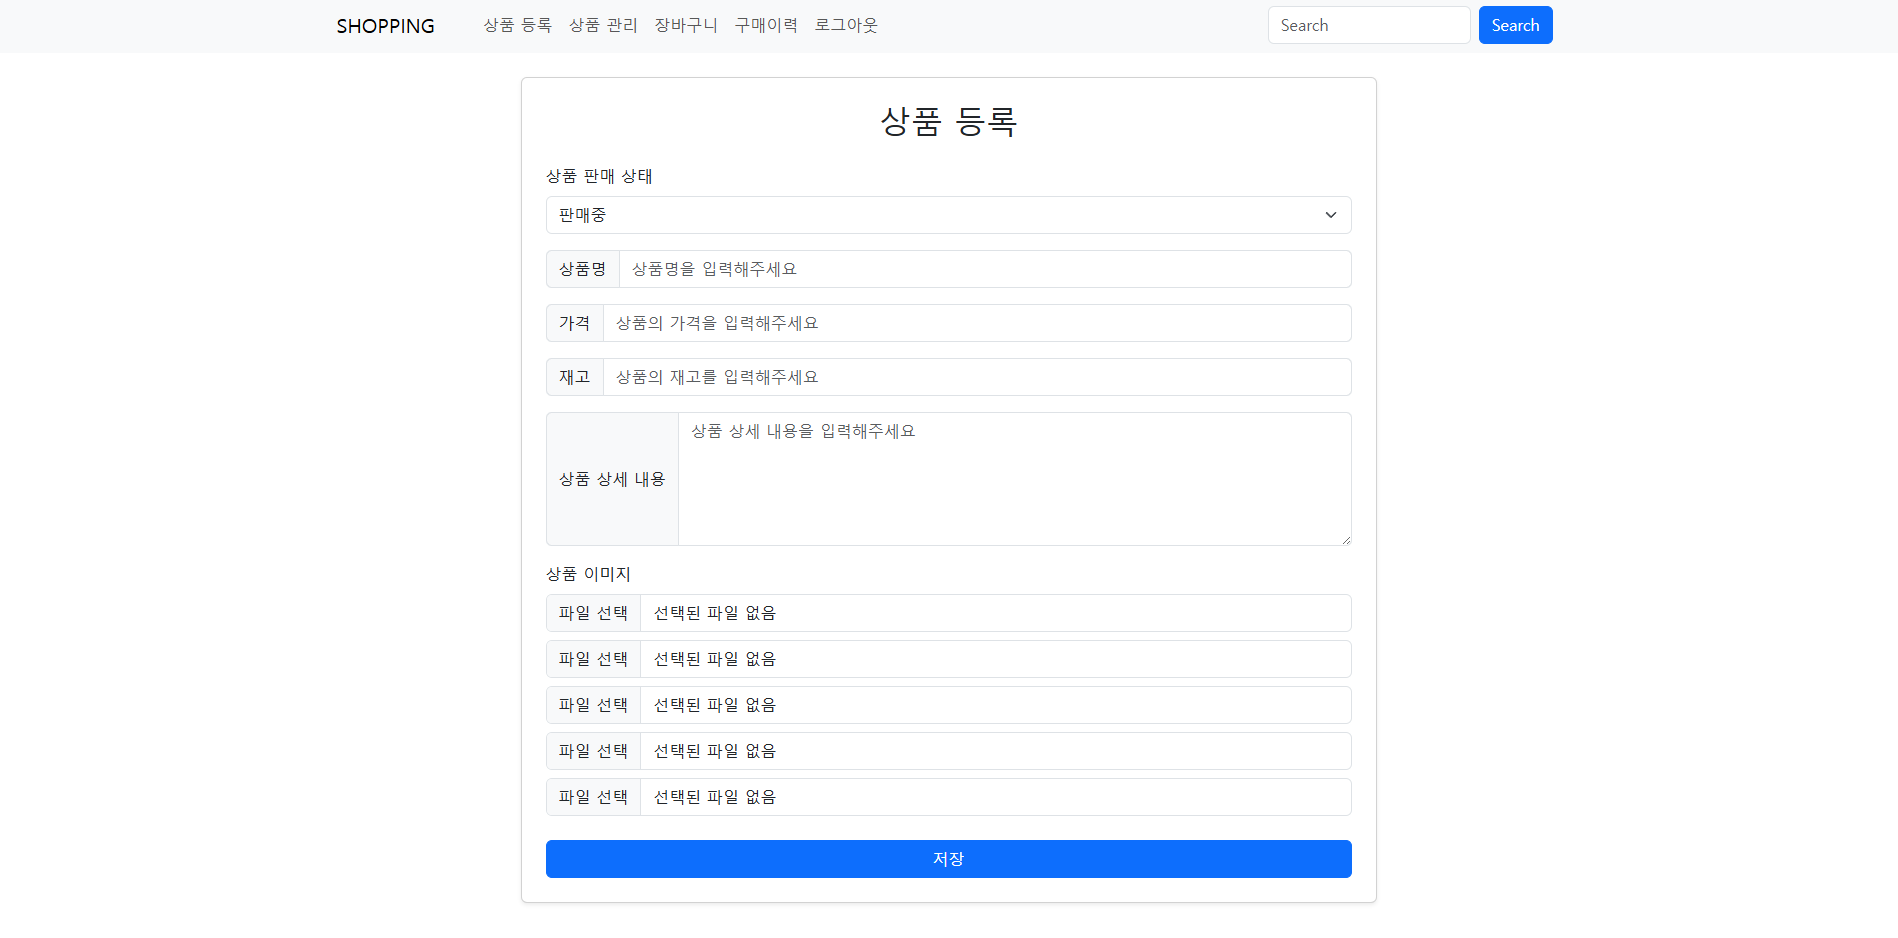 SHOPPING 상품 등록 상품 관리 장바구니 구매이력 로그아웃 Search Search
상품 등록
상품 판매 상태
판매중
상품명 상품명을 입력해주세요
가격 상품의 가격을 입력해주세요
재고 상품의 재고를 입력해주세요
상품 상세 내용 상품 상세 내용을 입력해주세요
상품 이미지
파일 선택 선택된 파일 없음
파일 선택 선택된 파일 없음
파일 선택 선택된 파일 없음
파일 선택 선택된 파일 없음
파일 선택 선택된 파일 없음
저장